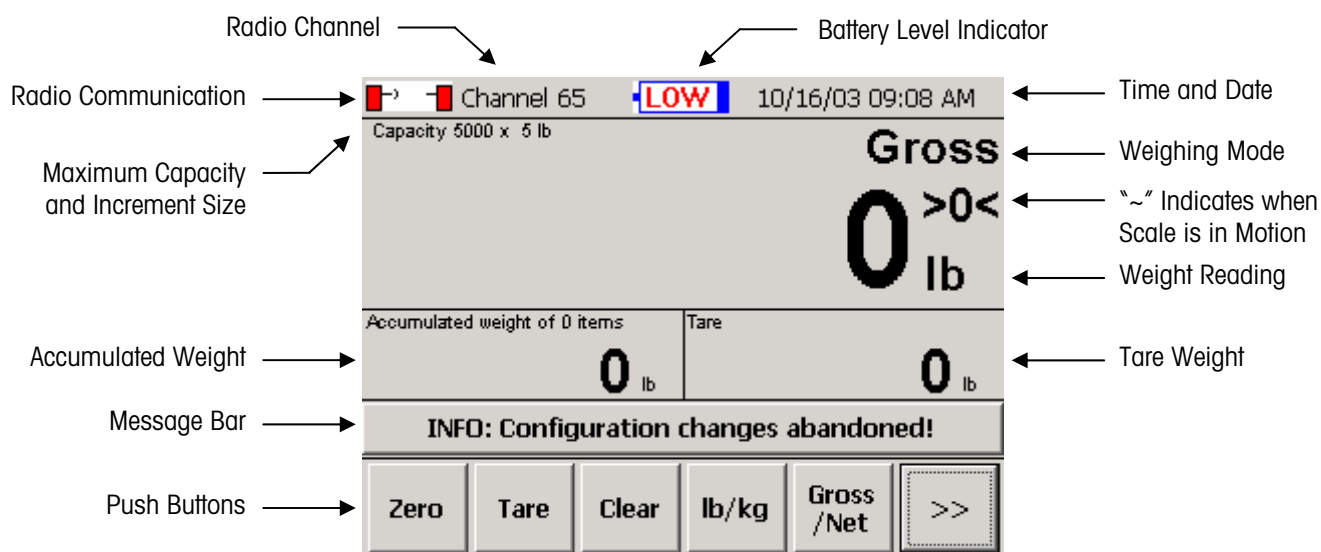 Radio Channel
Battery Level Indicator
Radio Communication
Channel 65
LOW
10/16/03 09:08 AM
Time and Date
Maximum Capacity
and Increment Size
Capacity 5000 x 5 lb
Gross
Weighing Mode
0
>0<
"~" Indicates when
Scale is in Motion
lb
Weight Reading
Accumulated Weight
Accumulated weight of 0 items
0 lb
Tare
0 lb
Tare Weight
Message Bar
INFO: Configuration changes abandoned!
Push Buttons
Zero
Tare
Clear
lb/kg
Gross
/Net
>>